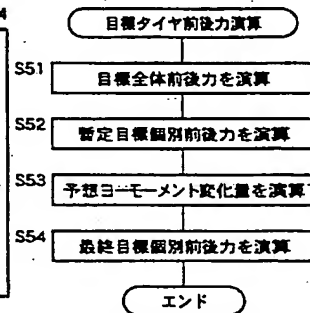 4
目標タイヤ前後力演算
S51
目標全体前後力を演算
S52
暫定目標個別前後力を演算
S53
予想ヨーモーメント変化量を演算
S54
最終目標個別前後力を演算
エンド